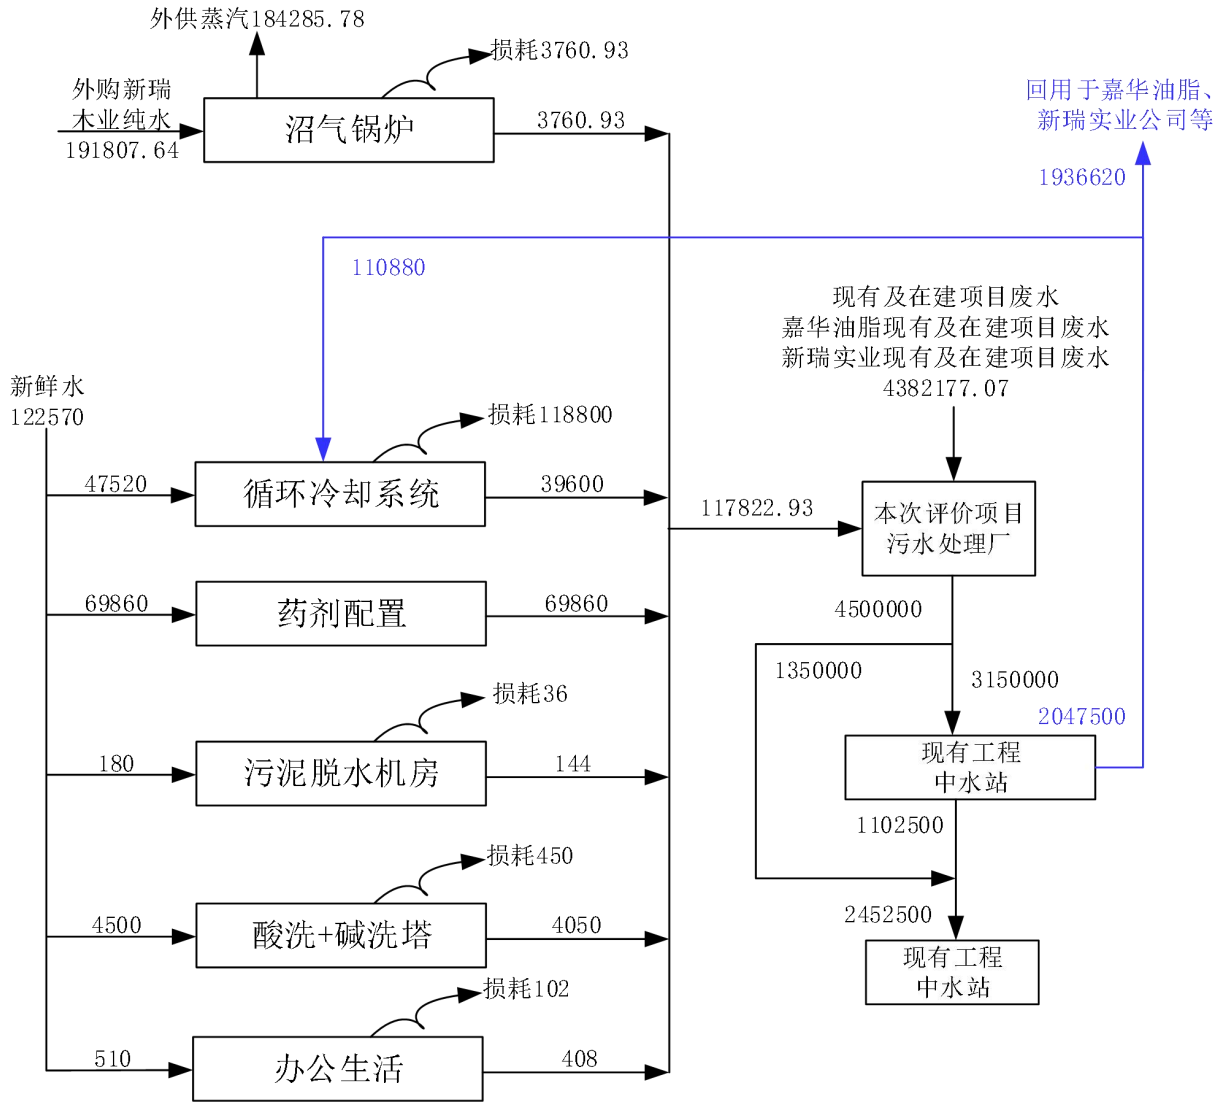 外供蒸汽184285.78
损耗3760.93
外购新瑞
木业纯水
191807.64
沼气锅炉
3760.93
回用于嘉华油脂、
新瑞实业公司等
1936620
110880
现有及在建项目废水
嘉华油脂现有及在建项目废水
新瑞实业现有及在建项目废水
4382177.07
新鲜水
122570
损耗118800
47520
循环冷却系统
39600
117822.93
本次评价项目
污水处理厂
69860
药剂配置
69860
4500000
1350000
3150000
损耗36
2047500
180
污泥脱水机房
144
现有工程
中水站
1102500
损耗450
4500
酸洗+碱洗塔
4050
2452500
现有工程
中水站
损耗102
510
办公生活
408